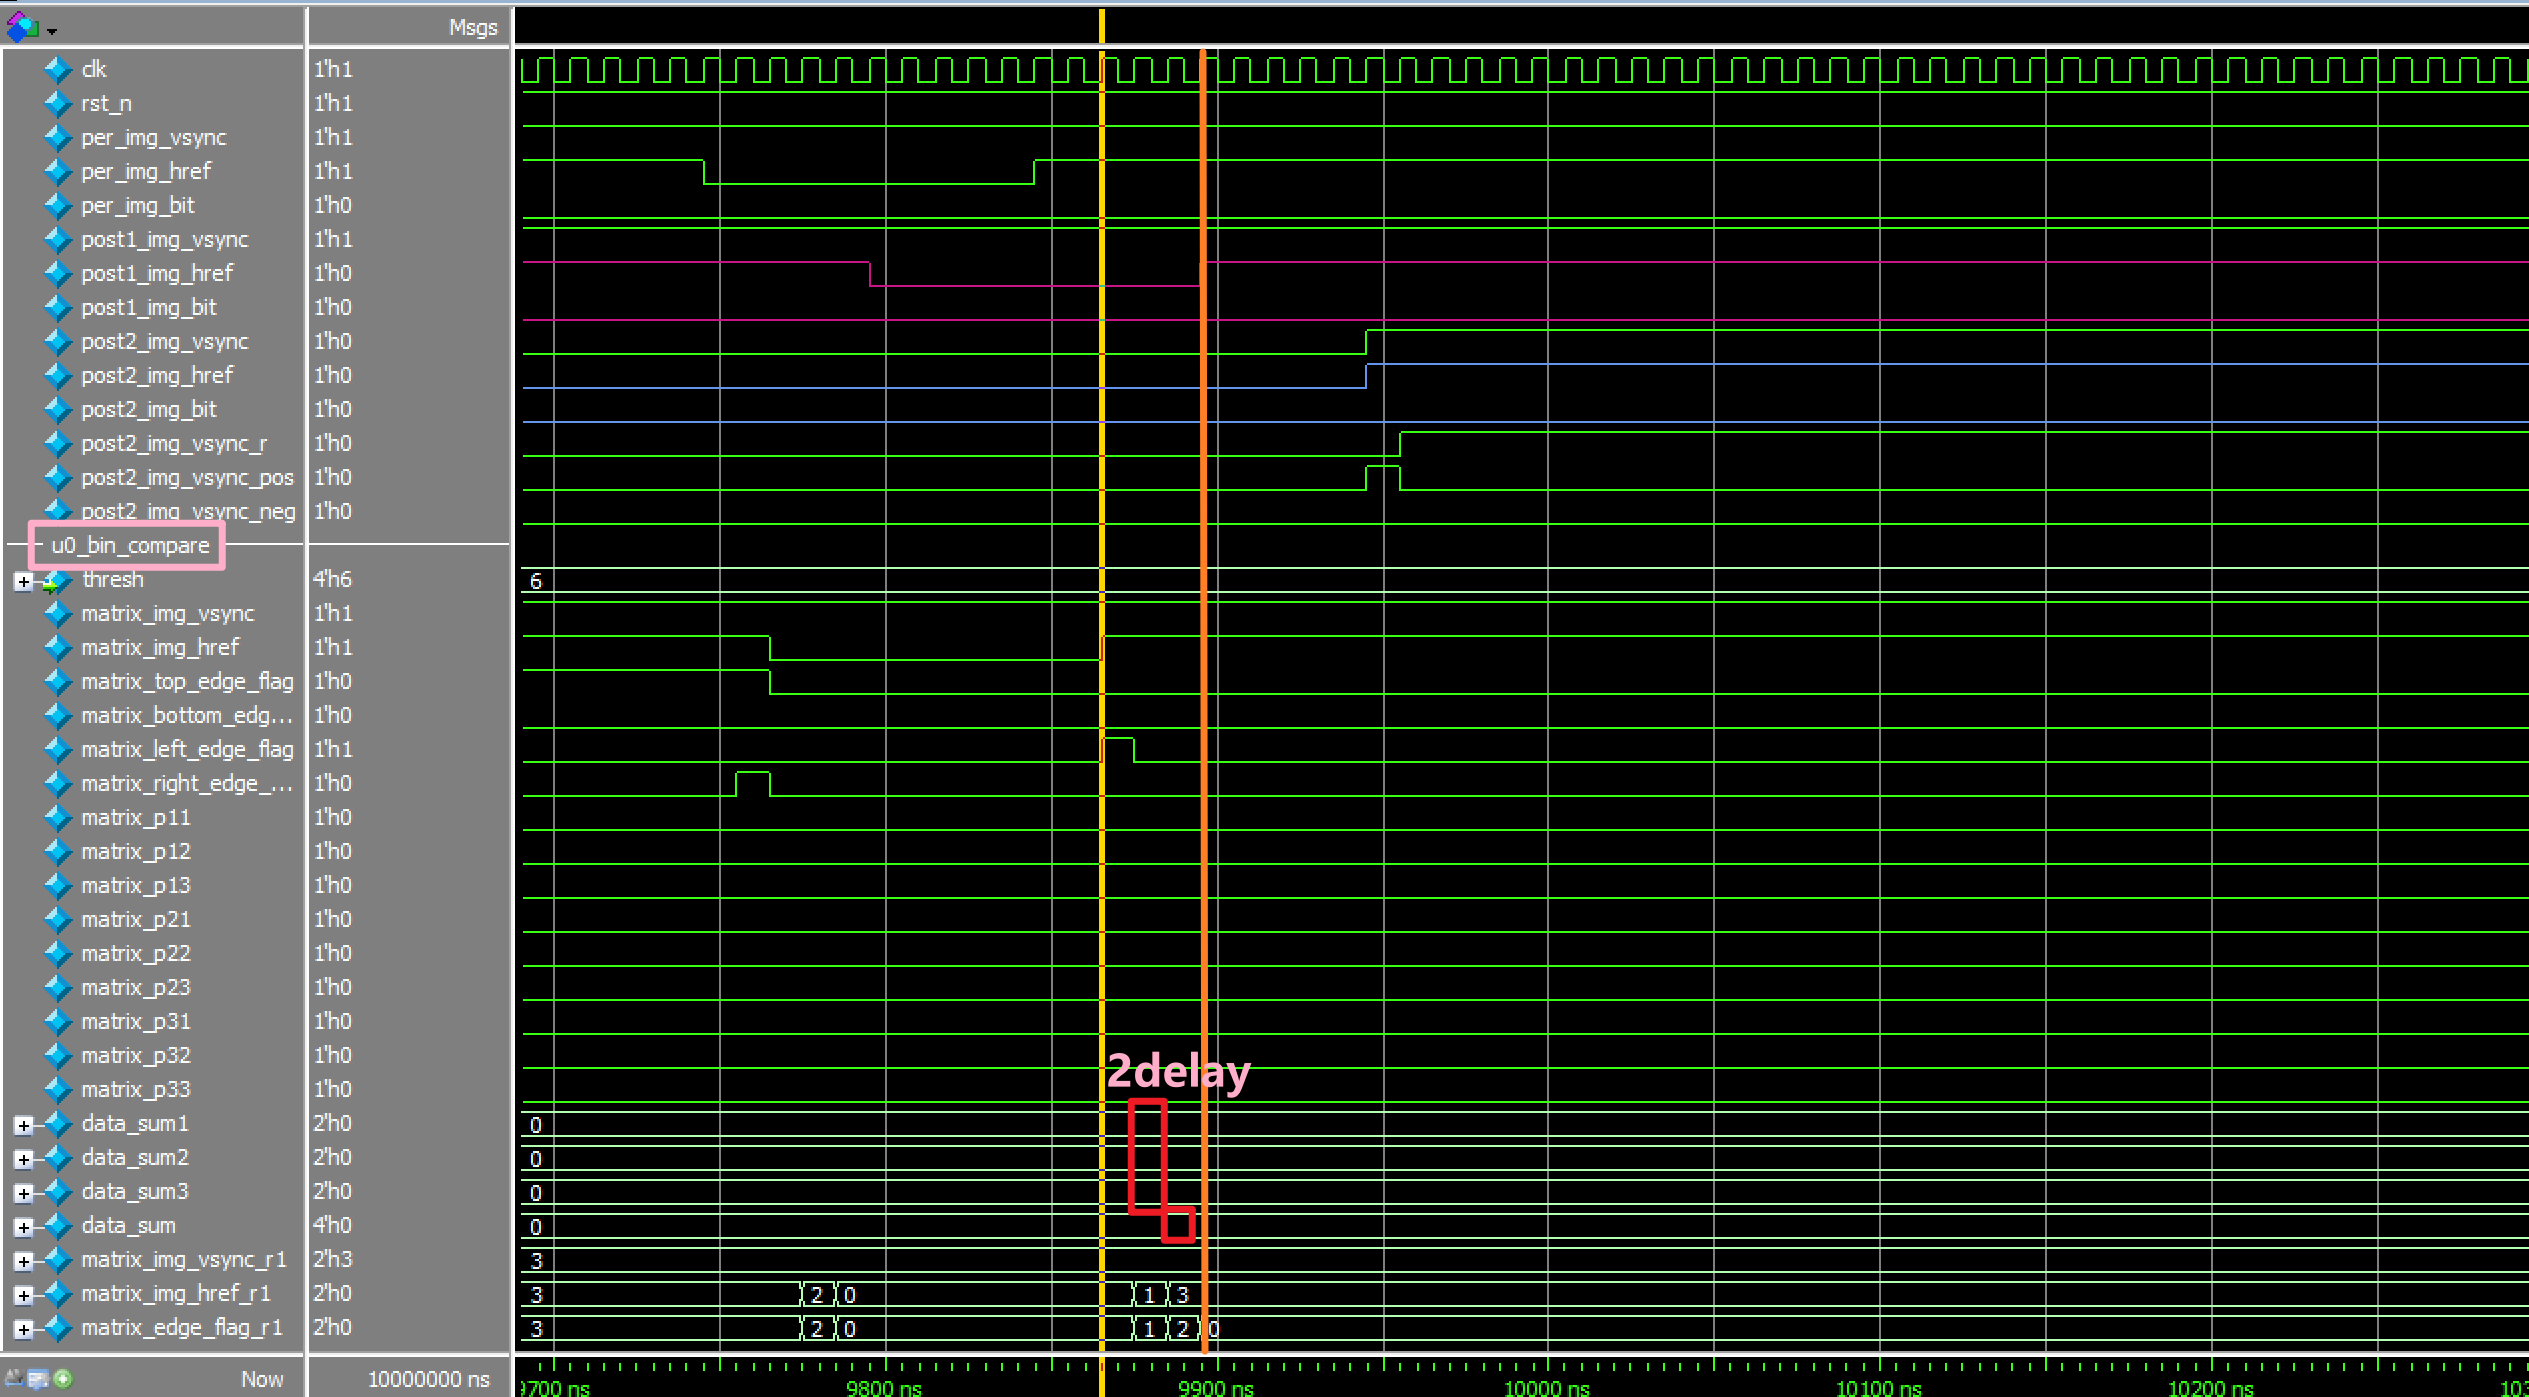 Msgs
clk 1'h1
rst_n 1'h1
per_img_vsync 1'h1
per_img_href 1'h1
per_img_bit 1'h0
post1_img_vsync 1'h1
post1_img_href 1'h0
post1_img_bit 1'h0
post2_img_vsync 1'h0
post2_img_href 1'h0
post2_img_bit 1'h0
post2_img_vsync_r 1'h0
post2_img_vsync_pos 1'h0
post2_img_vsync_neg 1'h0
u0_bin_compare
thresh 4'h6 6
matrix_img_vsync 1'h1
matrix_img_href 1'h1
matrix_top_edge_flag 1'h0
matrix_bottom_edg... 1'h0
matrix_left_edge_flag 1'h1
matrix_right_edge_... 1'h0
matrix_p11 1'h0
matrix_p12 1'h0
matrix_p13 1'h0
matrix_p21 1'h0
matrix_p22 1'h0
matrix_p23 1'h0
matrix_p31 1'h0
matrix_p32 1'h0
2delay
matrix_p33 1'h0
data_sum1 2'h0 0
data_sum2 2'h0 0
data_sum3 2'h0 0
data_sum 4'h0 0
matrix_img_vsync_r1 2'h3 3
matrix_img_href_r1 2'h0 3 2 0 1 3
matrix_edge_flag_r1 2'h0 3 2 0 1 2 0
Now 10000000 ns 9700 ns 9800 ns 9900 ns 10000 ns 10100 ns 10200 ns